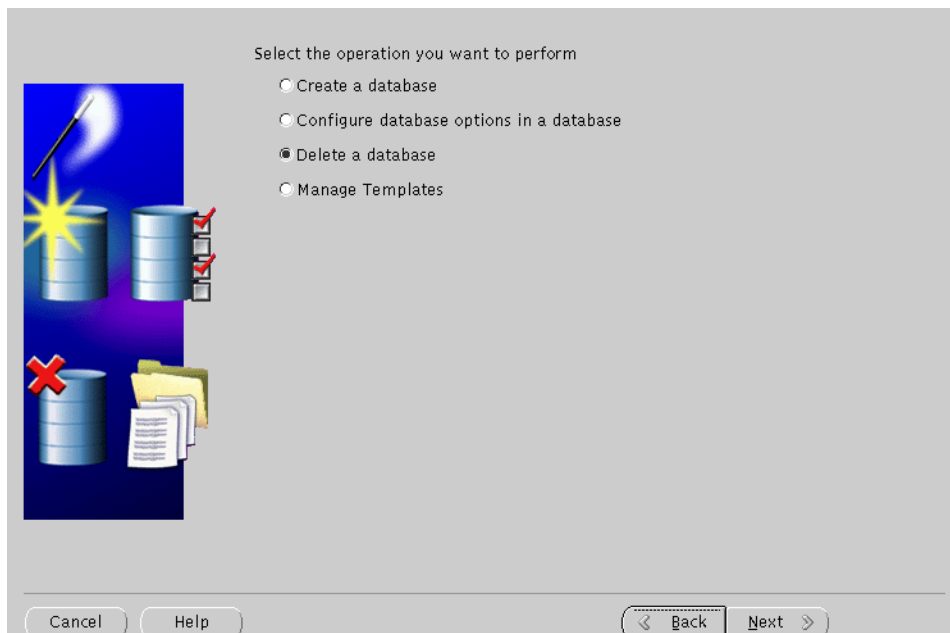 Select the operation you want to perform
Create a database
Configure database options in a database
Delete a database
Manage Templates
Cancel
Help
Back
Next